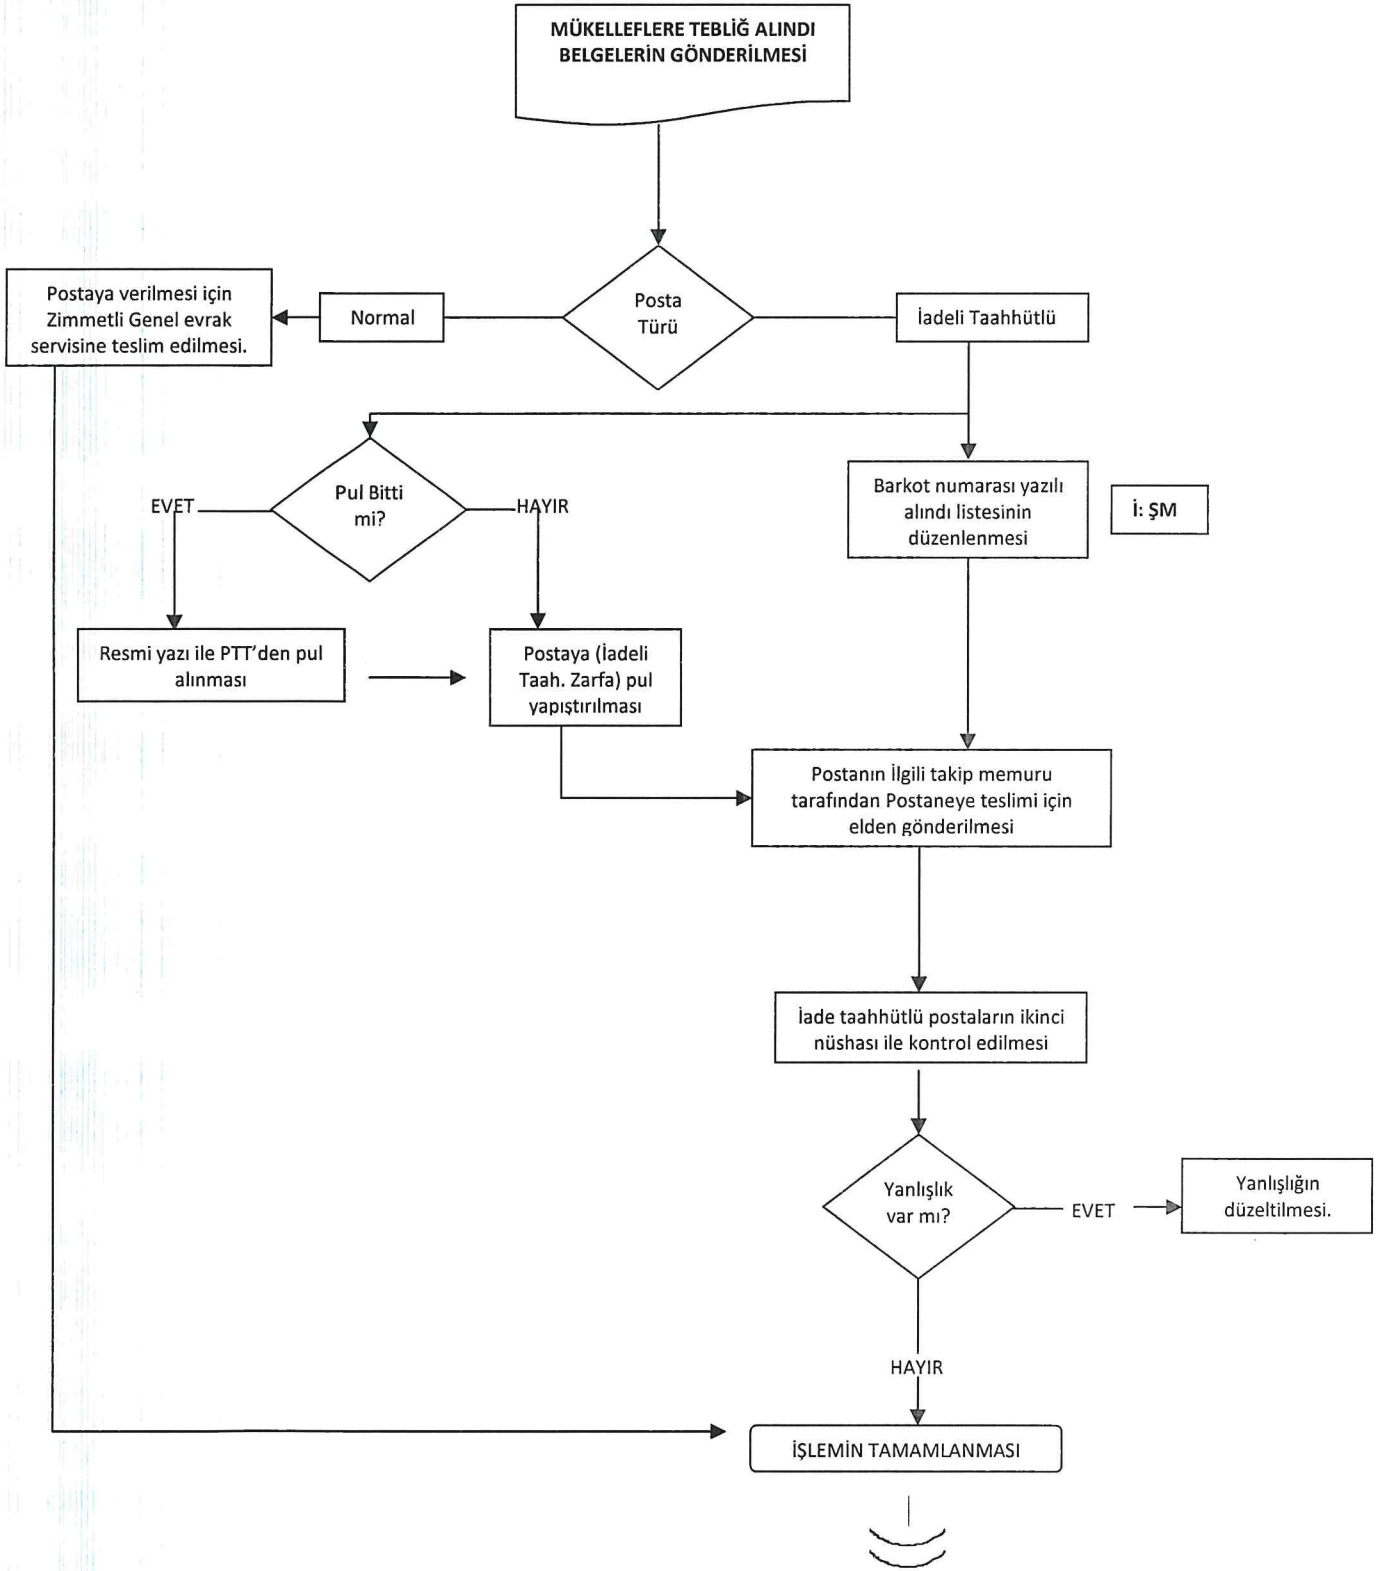 MÜKELLEFLERE TEBLİĞ ALINDI
BELGELERİN GÖNDERİLMESİ
Posta
Türü
Normal
Postaya verilmesi için
Zimmetli Genel evrak
servisine teslim edilmesi.
İadeli Taahhütlü
Pul Bitti
mi?
EVET
HAYIR
Barkot numarası yazılı
alındı listesinin
düzenlenmesi
İ: ŞM
Resmi yazı ile PTT'den pul
alınması
Postaya (İadeli
Taah. Zarfa) pul
yapıştırılması
Postanın İlgili takip memuru
tarafından Postaneye teslimi için
elden gönderilmesi
İade taahhütlü postaların ikinci
nüshası ile kontrol edilmesi
Yanlışlık
var mı?
EVET
Yanlışlığın
düzeltilmesi.
HAYIR
İŞLEMİN TAMAMLANMASI